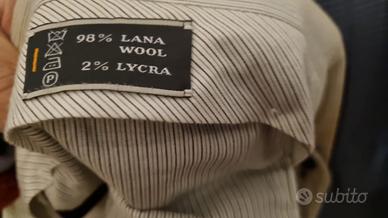 98% LANA
WOOL
2% LYCRA
P
subito